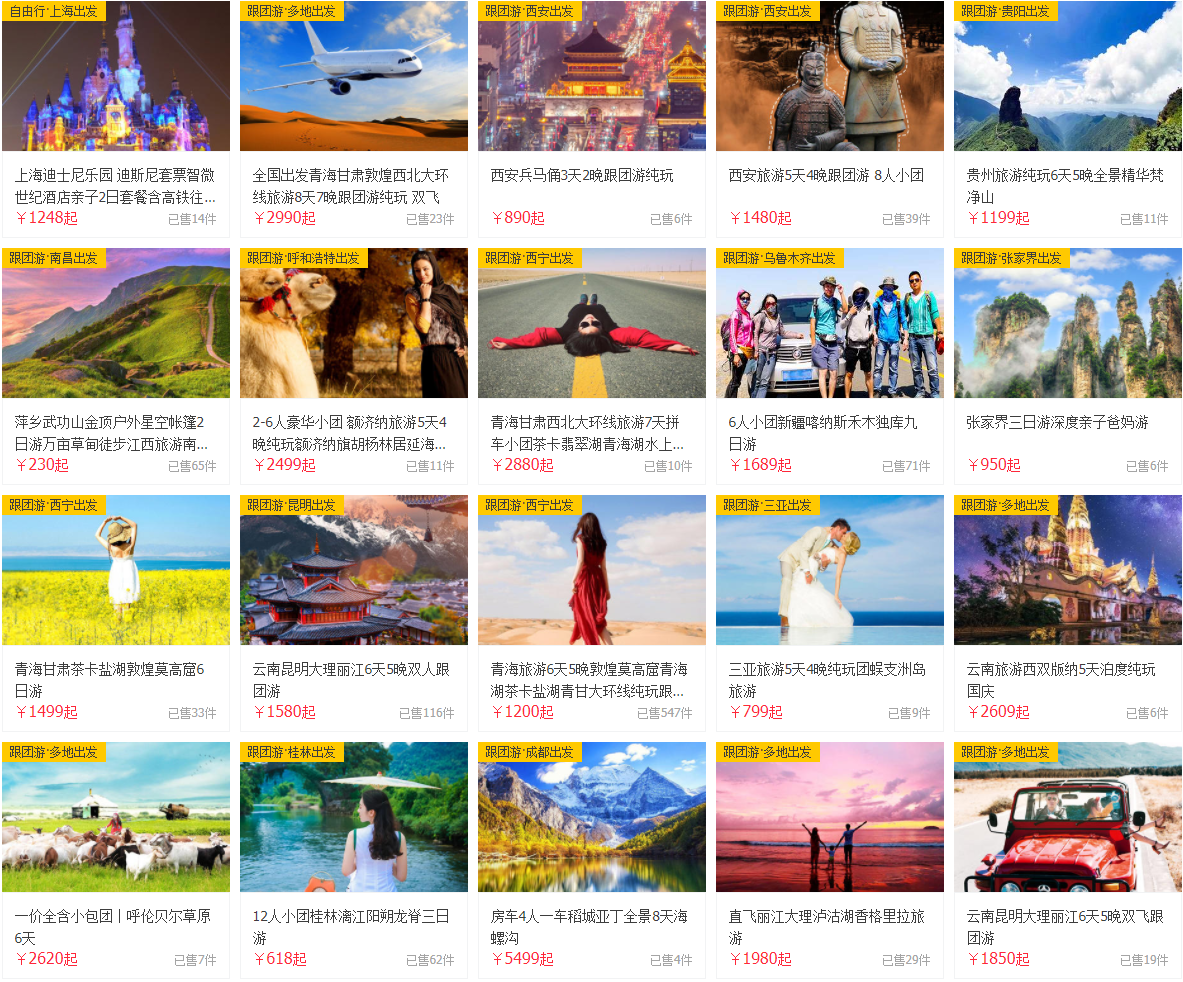 自由行·上海出发
上海迪士尼乐园 迪斯尼套票智微
世纪酒店亲子2日套餐含高铁往...
￥1248起
已售14件
跟团游·多地出发
全国出发青海甘肃敦煌西北大环
线旅游8天7晚跟团游纯玩 双飞
￥2990起
已售23件
跟团游·西安出发
西安兵马俑3天2晚跟团游纯玩
￥890起
已售6件
跟团游·西安出发
西安旅游5天4晚跟团游 8人小团
￥1480起
已售39件
跟团游·贵阳出发
贵州旅游纯玩6天5晚全景精华梵
净山
￥1199起
已售11件
跟团游·南昌出发
萍乡武功山金顶户外星空帐篷2
日游万亩草甸徒步江西旅游南...
￥230起
已售65件
跟团游·呼和浩特出发
2-6人豪华小团 额济纳旅游5天4
晚纯玩额济纳旗胡杨林居延海...
￥2499起
已售11件
跟团游·西宁出发
青海甘肃西北大环线旅游7天拼
车小团茶卡翡翠湖青海湖水上...
￥2880起
已售10件
跟团游·乌鲁木齐出发
6人小团新疆喀纳斯禾木独库九
日游
￥1689起
已售71件
跟团游·张家界出发
张家界三日游深度亲子爸妈游
￥950起
已售6件
跟团游·西宁出发
青海甘肃茶卡盐湖敦煌莫高窟6
日游
￥1499起
已售33件
跟团游·昆明出发
云南昆明大理丽江6天5晚双人跟
团游
￥1580起
已售116件
跟团游·西宁出发
青海旅游6天5晚敦煌莫高窟青海
湖茶卡盐湖青甘大环线纯玩跟...
￥1200起
已售547件
跟团游·三亚出发
三亚旅游5天4晚纯玩团蜈支洲岛
旅游
￥799起
已售9件
跟团游·多地出发
云南旅游西双版纳5天泊度纯玩
国庆
￥2609起
已售6件
跟团游·多地出发
一价全含小包团丨呼伦贝尔草原
6天
￥2620起
已售7件
跟团游·桂林出发
12人小团桂林漓江阳朔龙脊三日
游
￥618起
已售62件
跟团游·成都出发
房车4人一车稻城亚丁全景8天海
螺沟
￥5499起
已售4件
跟团游·多地出发
直飞丽江大理泸沽湖香格里拉旅
游
￥1980起
已售29件
跟团游·多地出发
云南昆明大理丽江6天5晚双飞跟
团游
￥1850起
已售19件